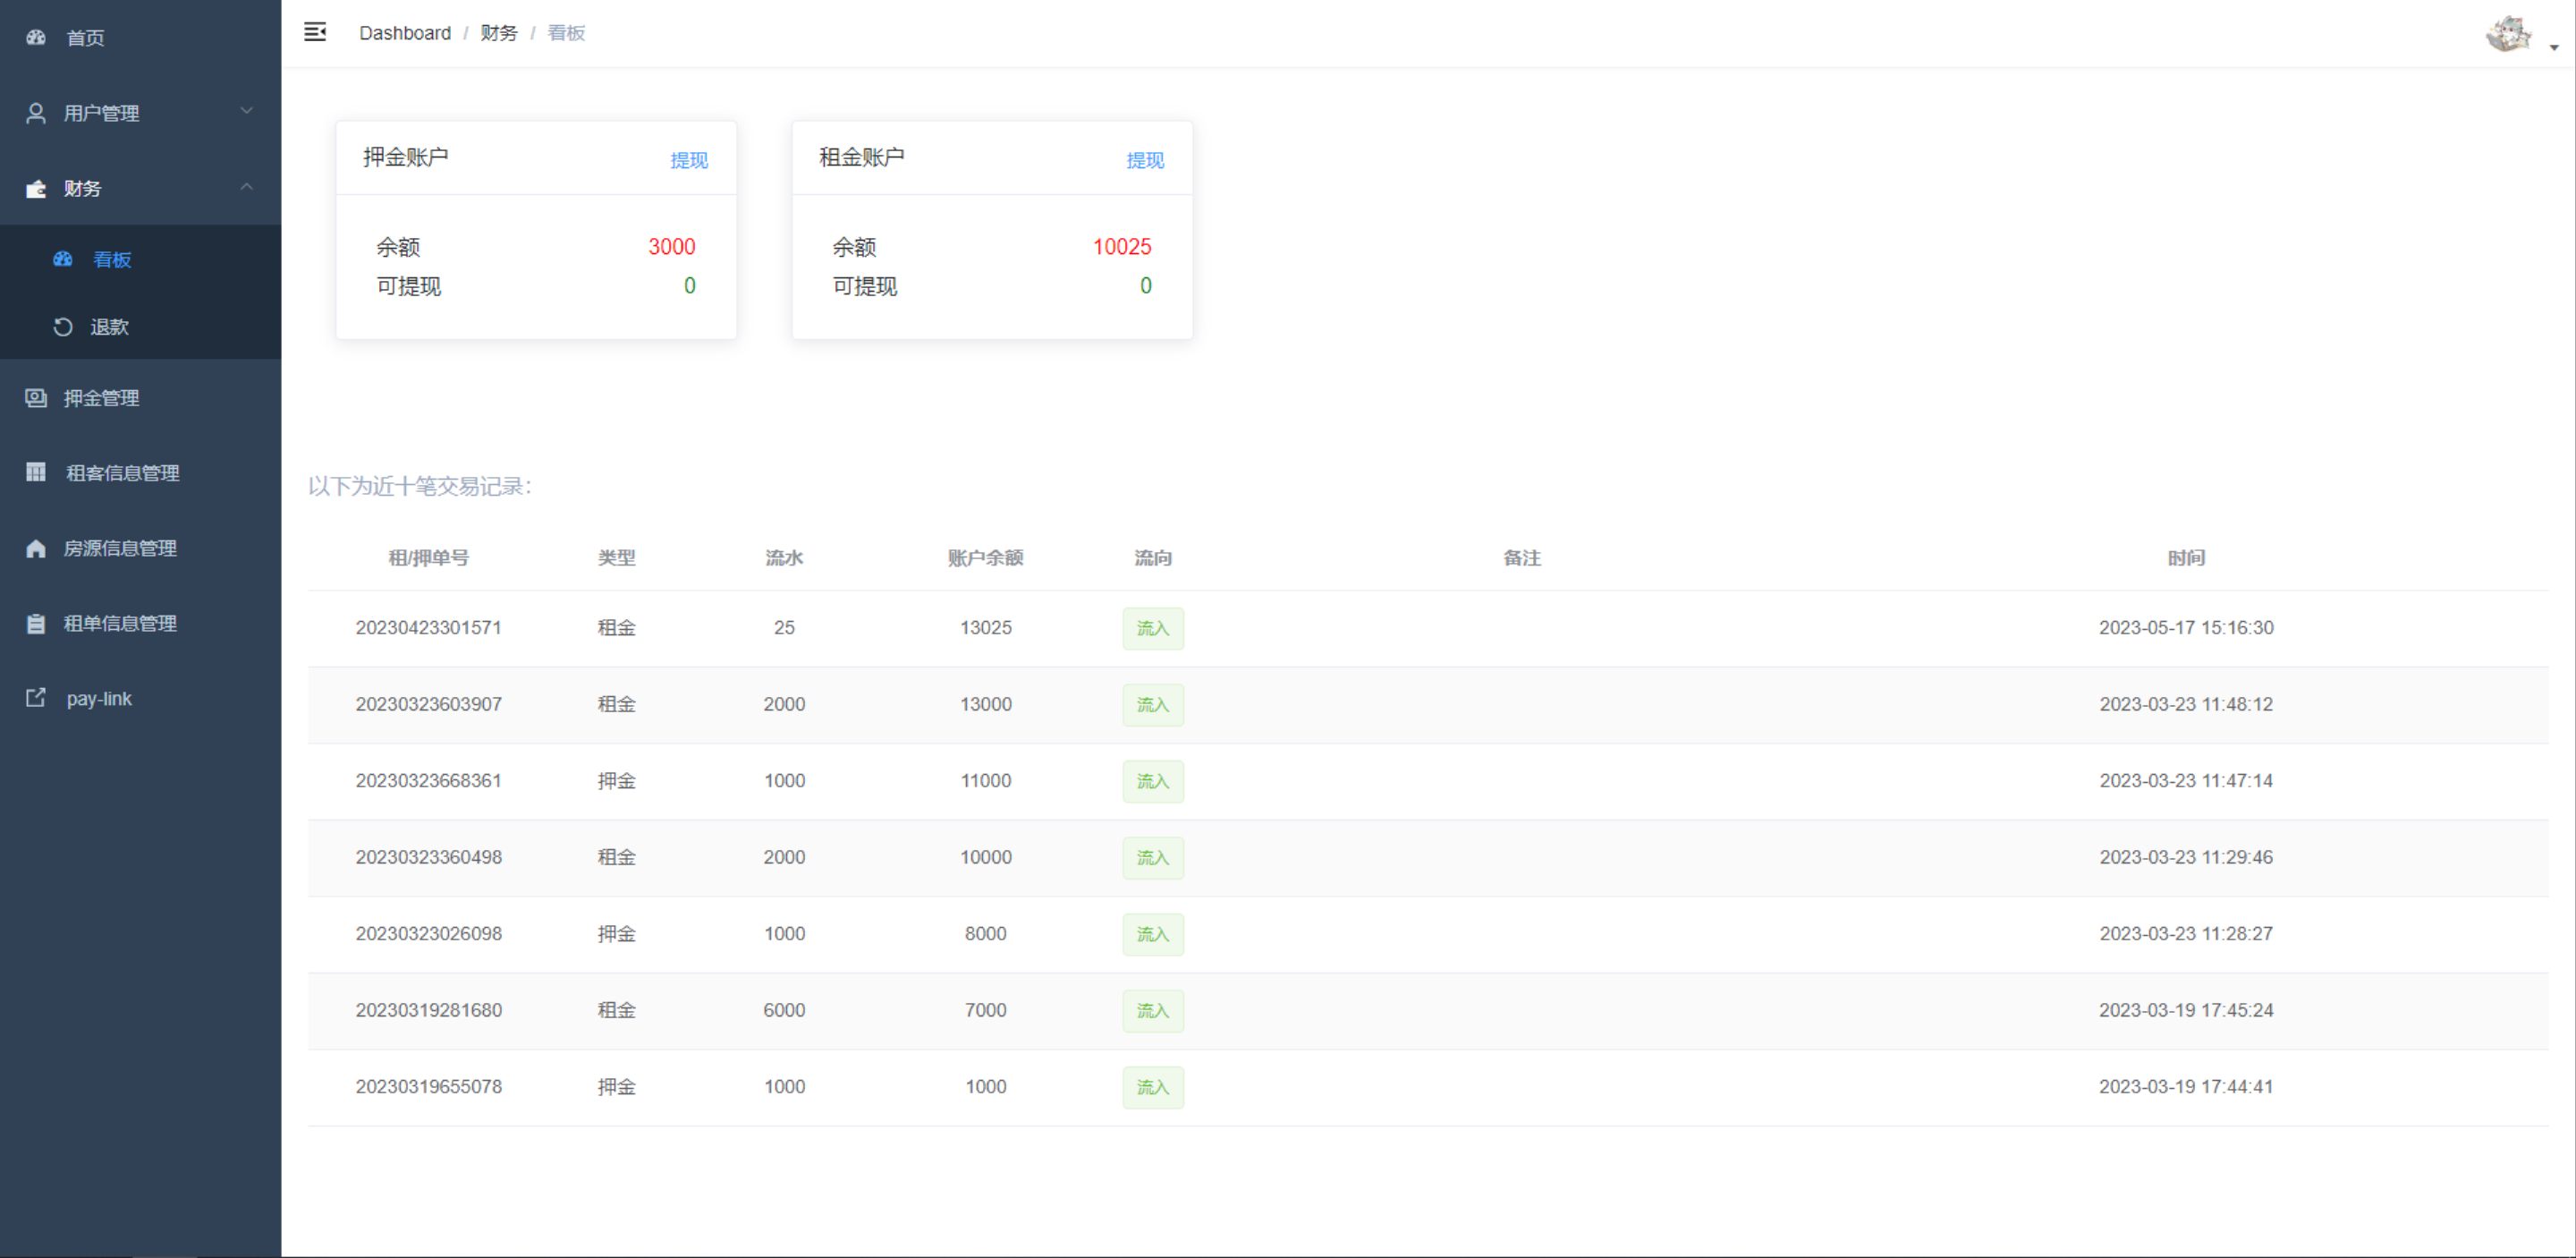 首页
用户管理
财务
看板
退款
押金管理
租客信息管理
房源信息管理
租单信息管理
pay-link
Dashboard / 财务 / 看板
押金账户 提现
余额 3000
可提现 0
租金账户 提现
余额 10025
可提现 0
以下为近十笔交易记录：
租/押单号 类型 流水 账户余额 流向 备注 时间
20230423301571 租金 25 13025 流入 2023-05-17 15:16:30
20230323603907 租金 2000 13000 流入 2023-03-23 11:48:12
20230323668361 押金 1000 11000 流入 2023-03-23 11:47:14
20230323360498 租金 2000 10000 流入 2023-03-23 11:29:46
20230323026098 押金 1000 8000 流入 2023-03-23 11:28:27
20230319281680 租金 6000 7000 流入 2023-03-19 17:45:24
20230319655078 押金 1000 1000 流入 2023-03-19 17:44:41